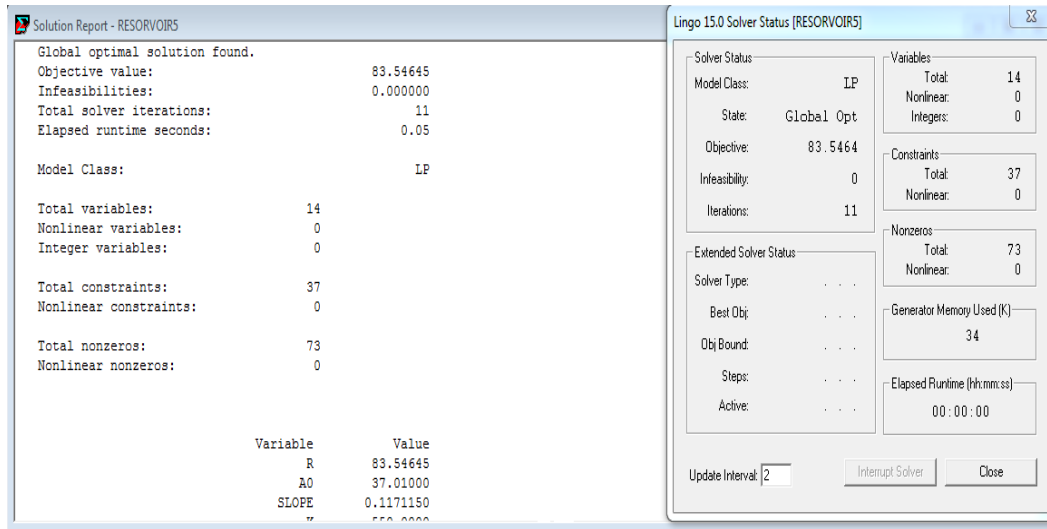 Solution Report - RESORVOIR5
Global optimal solution found.
Objective value: 83.54645
Infeasibilities: 0.000000
Total solver iterations: 11
Elapsed runtime seconds: 0.05
Model Class: LP
Total variables: 14
Nonlinear variables: 0
Integer variables: 0
Total constraints: 37
Nonlinear constraints: 0
Total nonzeros: 73
Nonlinear nonzeros: 0
Variable Value
R 83.54645
A0 37.01000
SLOPE 0.1171150
Lingo 15.0 Solver Status [RESORVOIR5]
Solver Status
Model Class: LP
State: Global Opt
Objective: 83.5464
Infeasibility: 0
Iterations: 11
Extended Solver Status
Solver Type: . . .
Best Obj: . . .
Obj Bound: . . .
Steps: . . .
Active: . . .
Variables
Total: 14
Nonlinear: 0
Integers: 0
Constraints
Total: 37
Nonlinear: 0
Nonzeros
Total: 73
Nonlinear: 0
Generator Memory Used (K)
34
Elapsed Runtime (hh:mm:ss)
00:00:00
Update Interval: 2
Interrupt Solver
Close